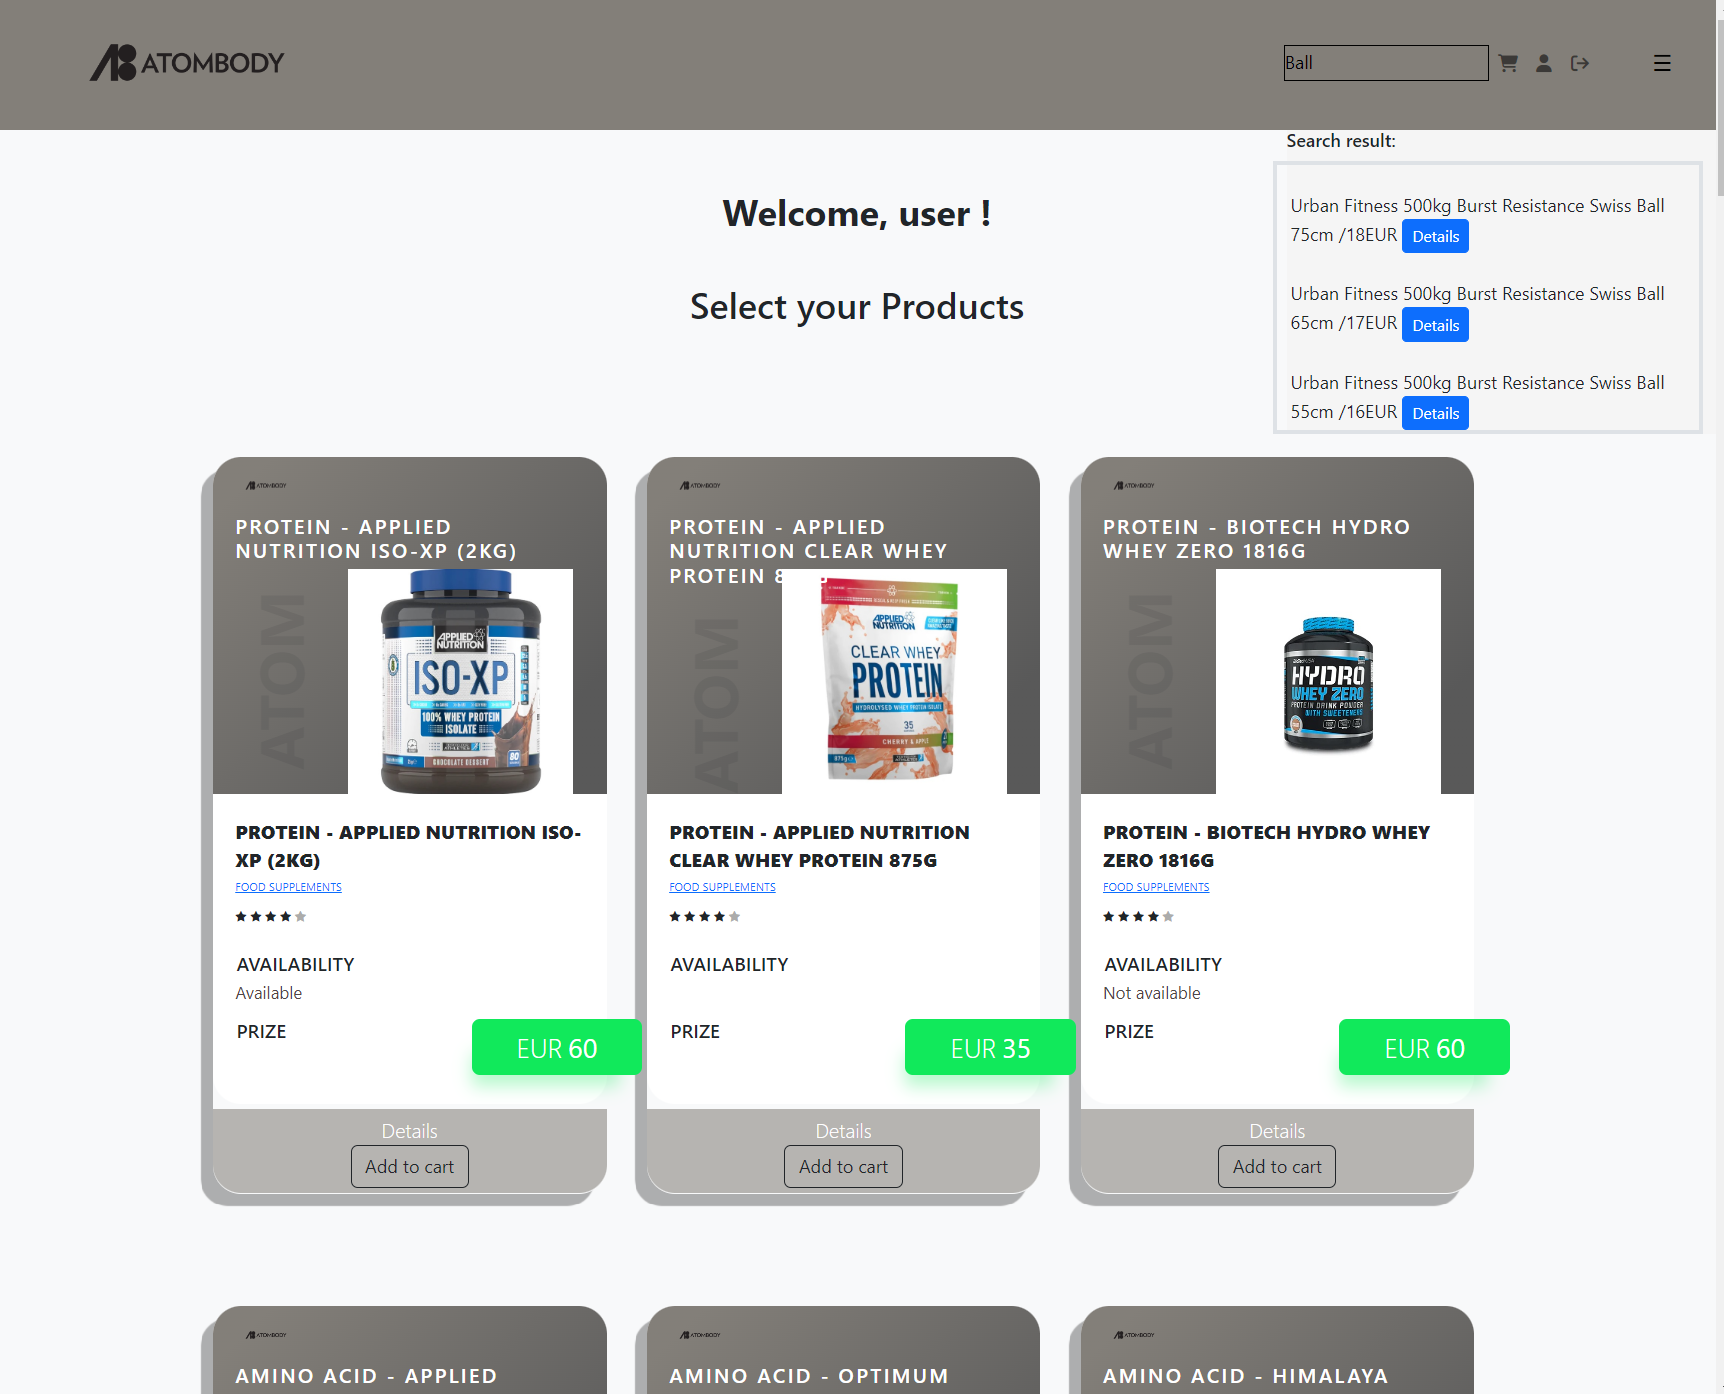 ATOMBODY
Ball
Search result:
Urban Fitness 500kg Burst Resistance Swiss Ball
75cm /18EUR Details
Urban Fitness 500kg Burst Resistance Swiss Ball
65cm /17EUR Details
Urban Fitness 500kg Burst Resistance Swiss Ball
55cm /16EUR Details
Welcome, user !
Select your Products
ATOMBODY
PROTEIN - APPLIED
NUTRITION ISO-XP (2KG)
ATOM
APPLIED
NUTRITION
ISO-XP
100% WHEY PROTEIN
ISOLATE
CHOCOLATE DESSERT
80
PROTEIN - APPLIED NUTRITION ISO-
XP (2KG)
FOOD SUPPLEMENTS
AVAILABILITY
Available
PRIZE
EUR 60
Details
Add to cart
ATOMBODY
PROTEIN - APPLIED
NUTRITION CLEAR WHEY
PROTEIN 8
ATOM
APPLIED
NUTRITION
CLEAR WHEY
PROTEIN
HYDROLYSED WHEY PROTEIN ISOLATE
35
CHERRY & APPLE
875g
PROTEIN - APPLIED NUTRITION
CLEAR WHEY PROTEIN 875G
FOOD SUPPLEMENTS
AVAILABILITY
PRIZE
EUR 35
Details
Add to cart
ATOMBODY
PROTEIN - BIOTECH HYDRO
WHEY ZERO 1816G
ATOM
HYDRO
WHEY ZERO
PROTEIN DRINK POWDER
WITH SWEETENERS
PROTEIN - BIOTECH HYDRO WHEY
ZERO 1816G
FOOD SUPPLEMENTS
AVAILABILITY
Not available
PRIZE
EUR 60
Details
Add to cart
ATOMBODY
AMINO ACID - APPLIED
ATOMBODY
AMINO ACID - OPTIMUM
ATOMBODY
AMINO ACID - HIMALAYA